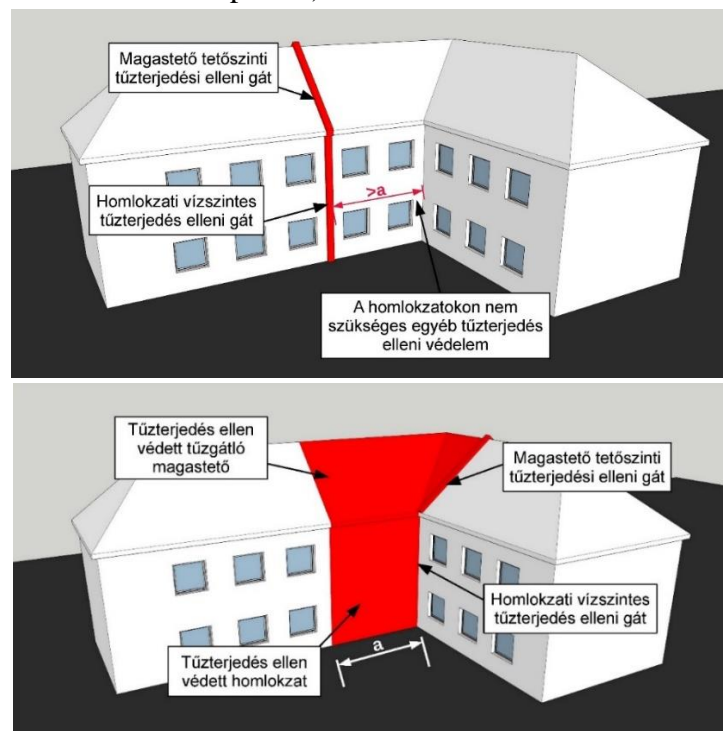 Magastető tetőszinti
tűzterjedési elleni gát
Homlokzati vízszintes
tűzterjedés elleni gát
>a
A homlokzatokon nem
szükséges egyéb tűzterjedés
elleni védelem
Tűzterjedés ellen
védett tűzgátló
magastető
Magastető tetőszinti
tűzterjedési elleni gát
Homlokzati vízszintes
tűzterjedés elleni gát
Tűzterjedés ellen
védett homlokzat
a